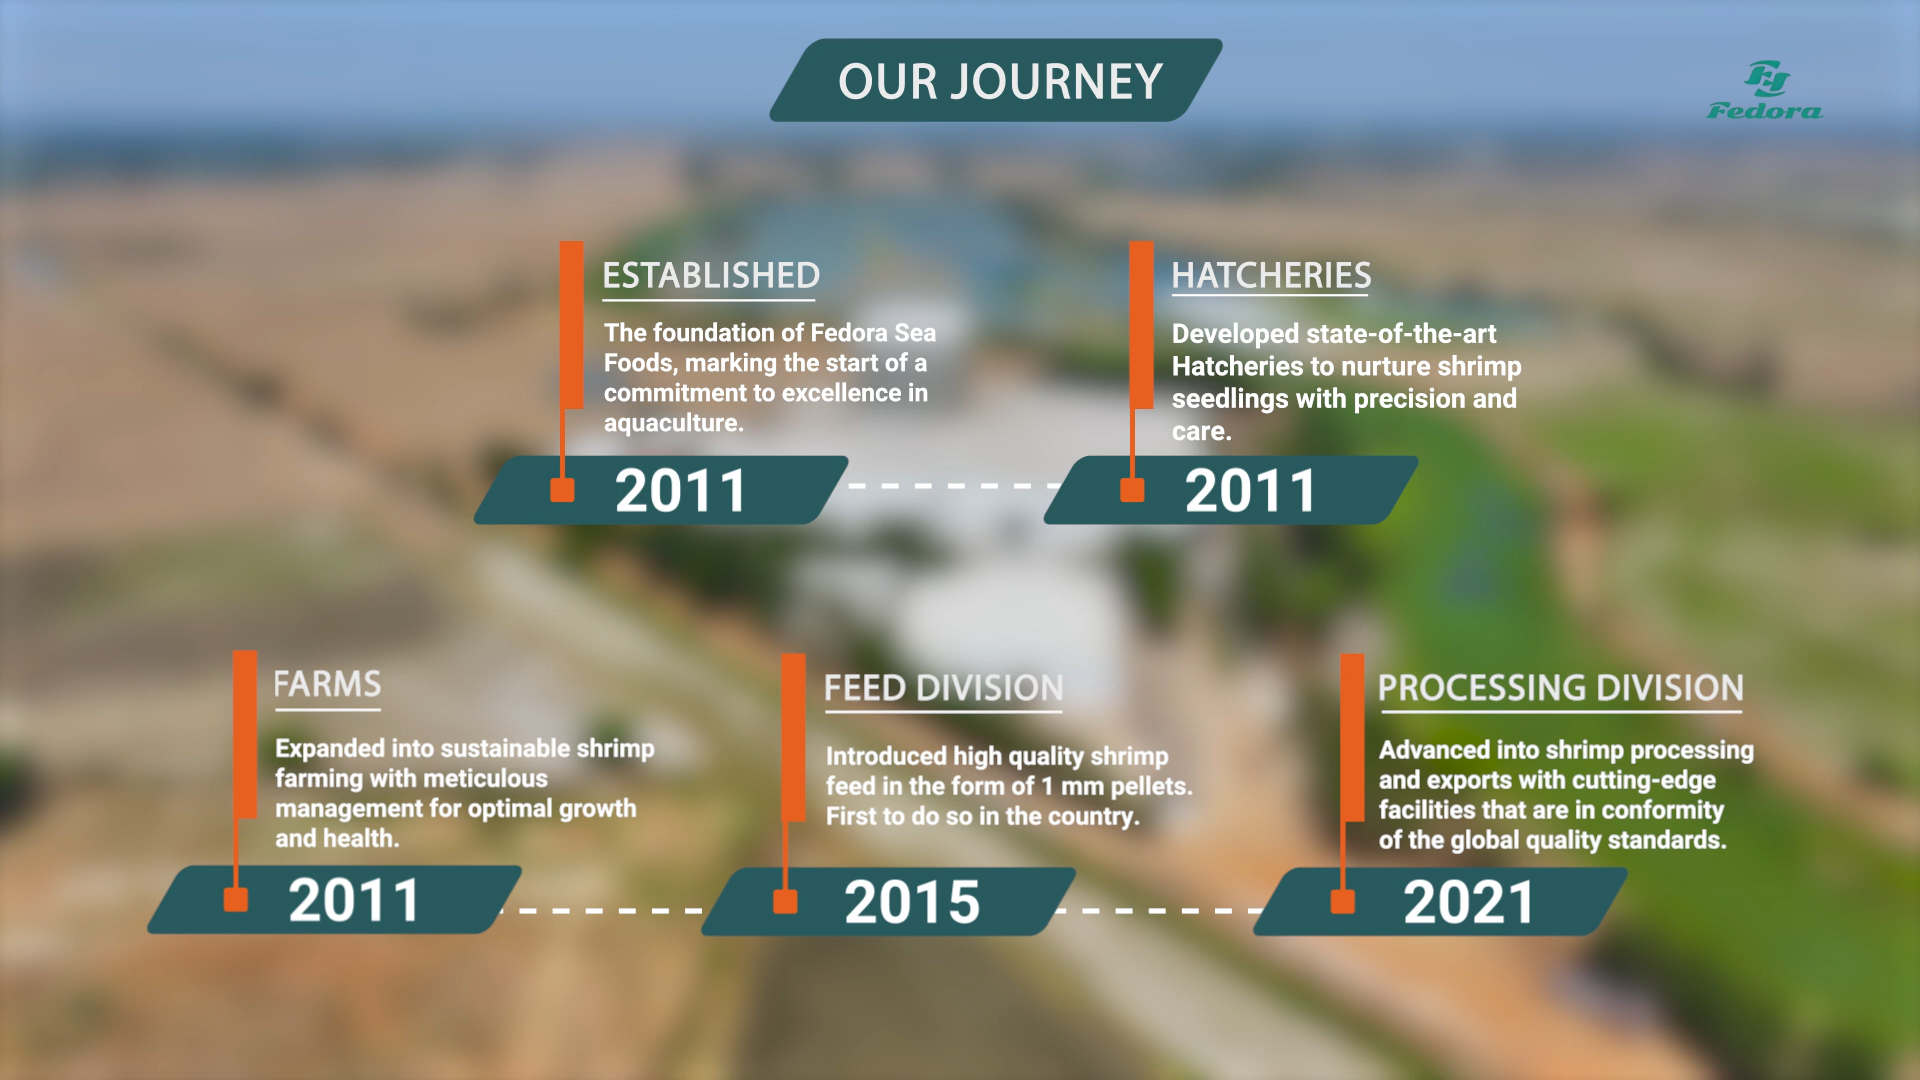 OUR JOURNEY
Fedora
ESTABLISHED
The foundation of Fedora Sea
Foods, marking the start of a
commitment to excellence in
aquaculture.
2011
HATCHERIES
Developed state-of-the-art
Hatcheries to nurture shrimp
seedlings with precision and
care.
2011
FARMS
Expanded into sustainable shrimp
farming with meticulous
management for optimal growth
and health.
2011
FEED DIVISION
Introduced high quality shrimp
feed in the form of 1 mm pellets.
First to do so in the country.
2015
PROCESSING DIVISION
Advanced into shrimp processing
and exports with cutting-edge
facilities that are in conformity
of the global quality standards.
2021